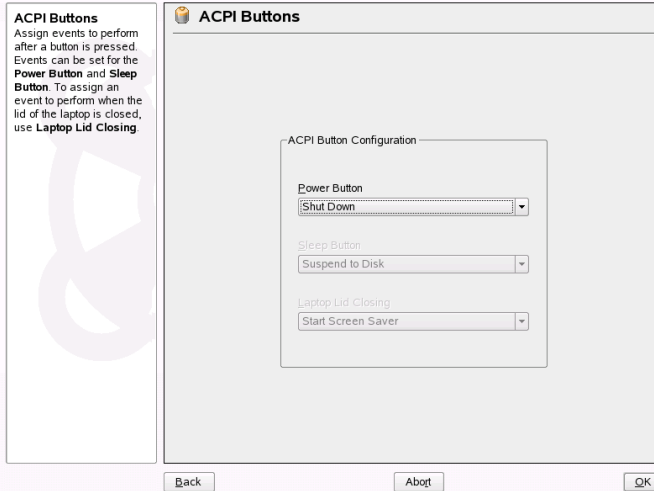 ACPI Buttons
Assign events to perform
after a button is pressed.
Events can be set for the
Power Button and Sleep
Button. To assign an
event to perform when the
lid of the laptop is closed,
use Laptop Lid Closing.
ACPI Buttons
ACPI Button Configuration
Power Button
Shut Down
Sleep Button
Suspend to Disk
Laptop Lid Closing
Start Screen Saver
Back
Abort
OK